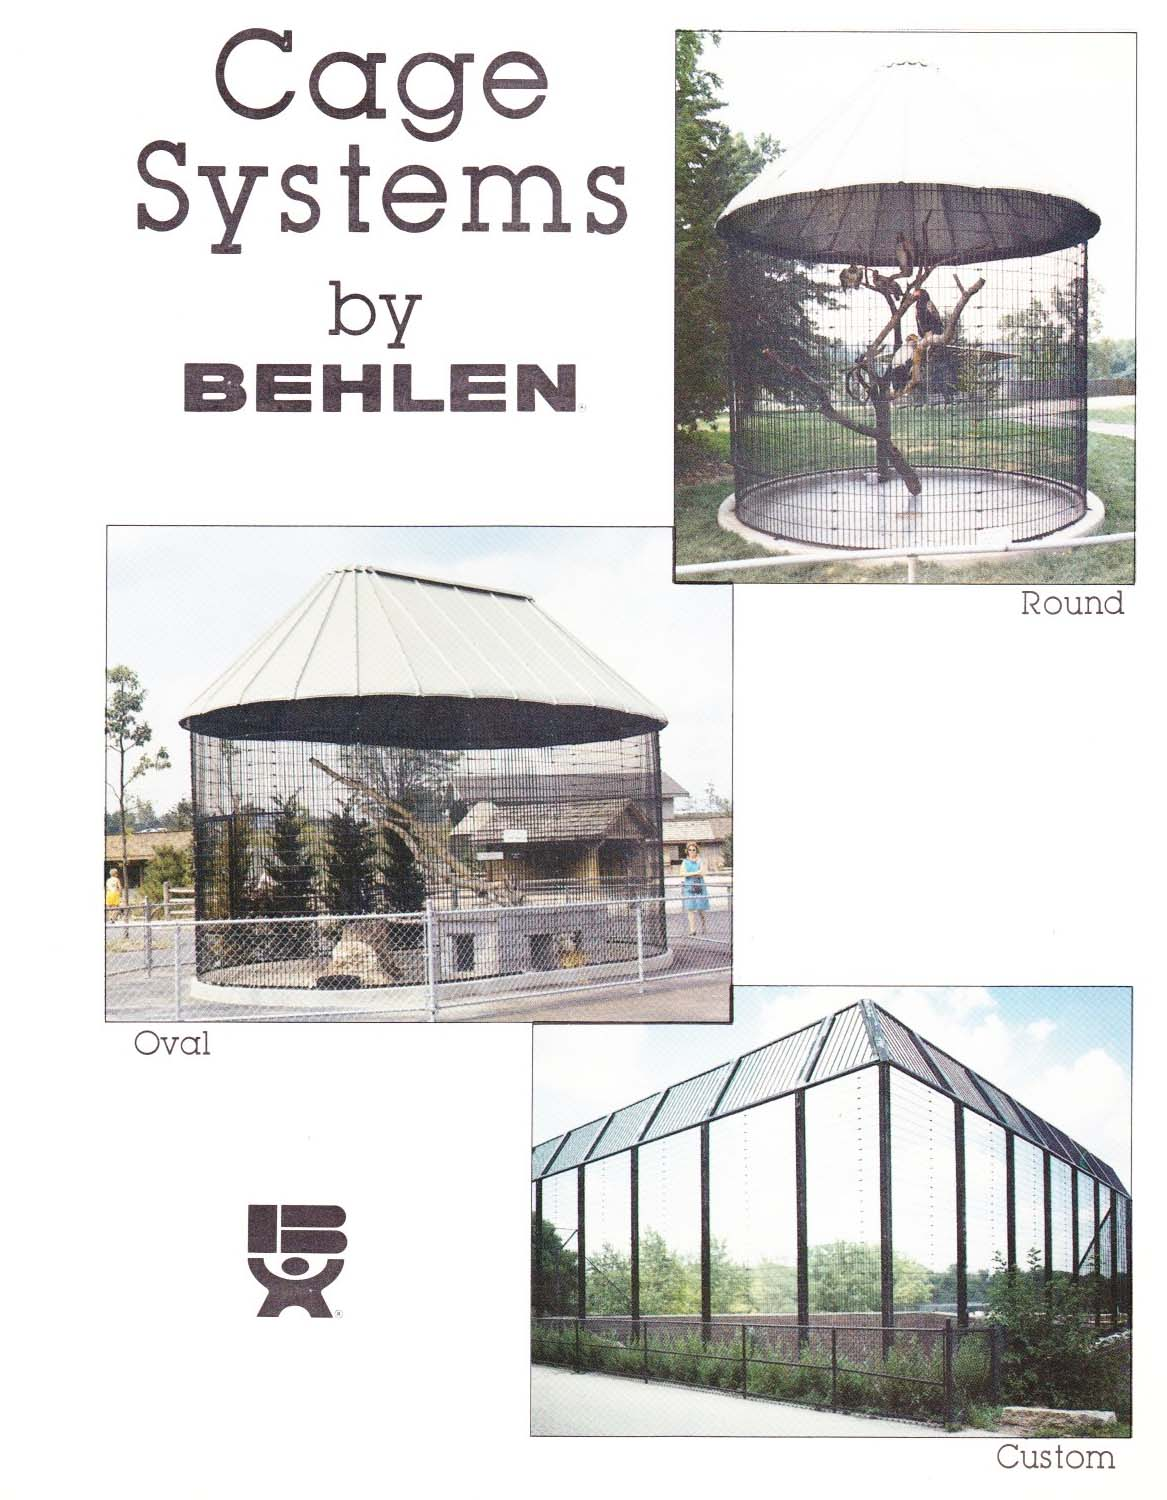 Cage
Systems
by
BEHLEN
Round
Oval
Custom